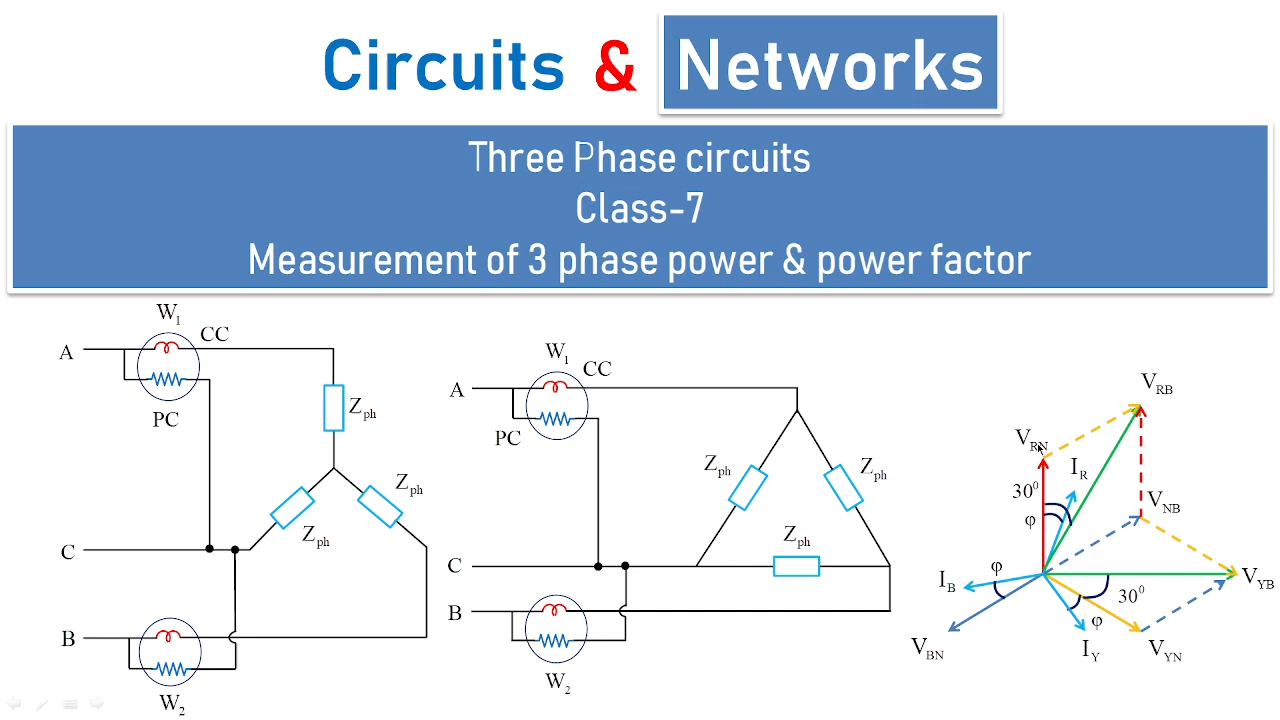 Circuits & Networks
Three Phase circuits
Class-7
Measurement of 3 phase power & power factor
W1
CC
A
PC
Zph
Zph
Zph
C
B
W2
W1
CC
A
PC
Zph
Zph
Zph
C
B
W2
VRB
VRN
IR
30⁰
φ
VNB
φ
IB
VYB
30⁰
φ
VBN
IY
VYN